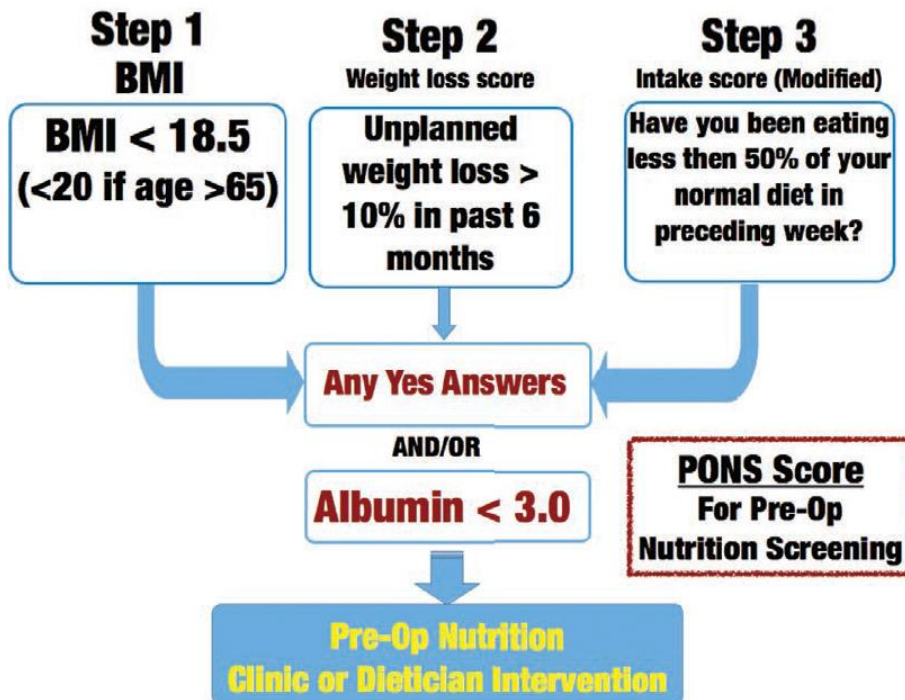 Step 1
BMI
BMI < 18.5
(<20 if age >65)
Step 2
Weight loss score
Unplanned
weight loss >
10% in past 6
months
Step 3
Intake score (Modified)
Have you been eating
less then 50% of your
normal diet in
preceding week?
Any Yes Answers
AND/OR
Albumin < 3.0
PONS Score
For Pre-Op
Nutrition Screening
Pre-Op Nutrition
Clinic or Dietician Intervention